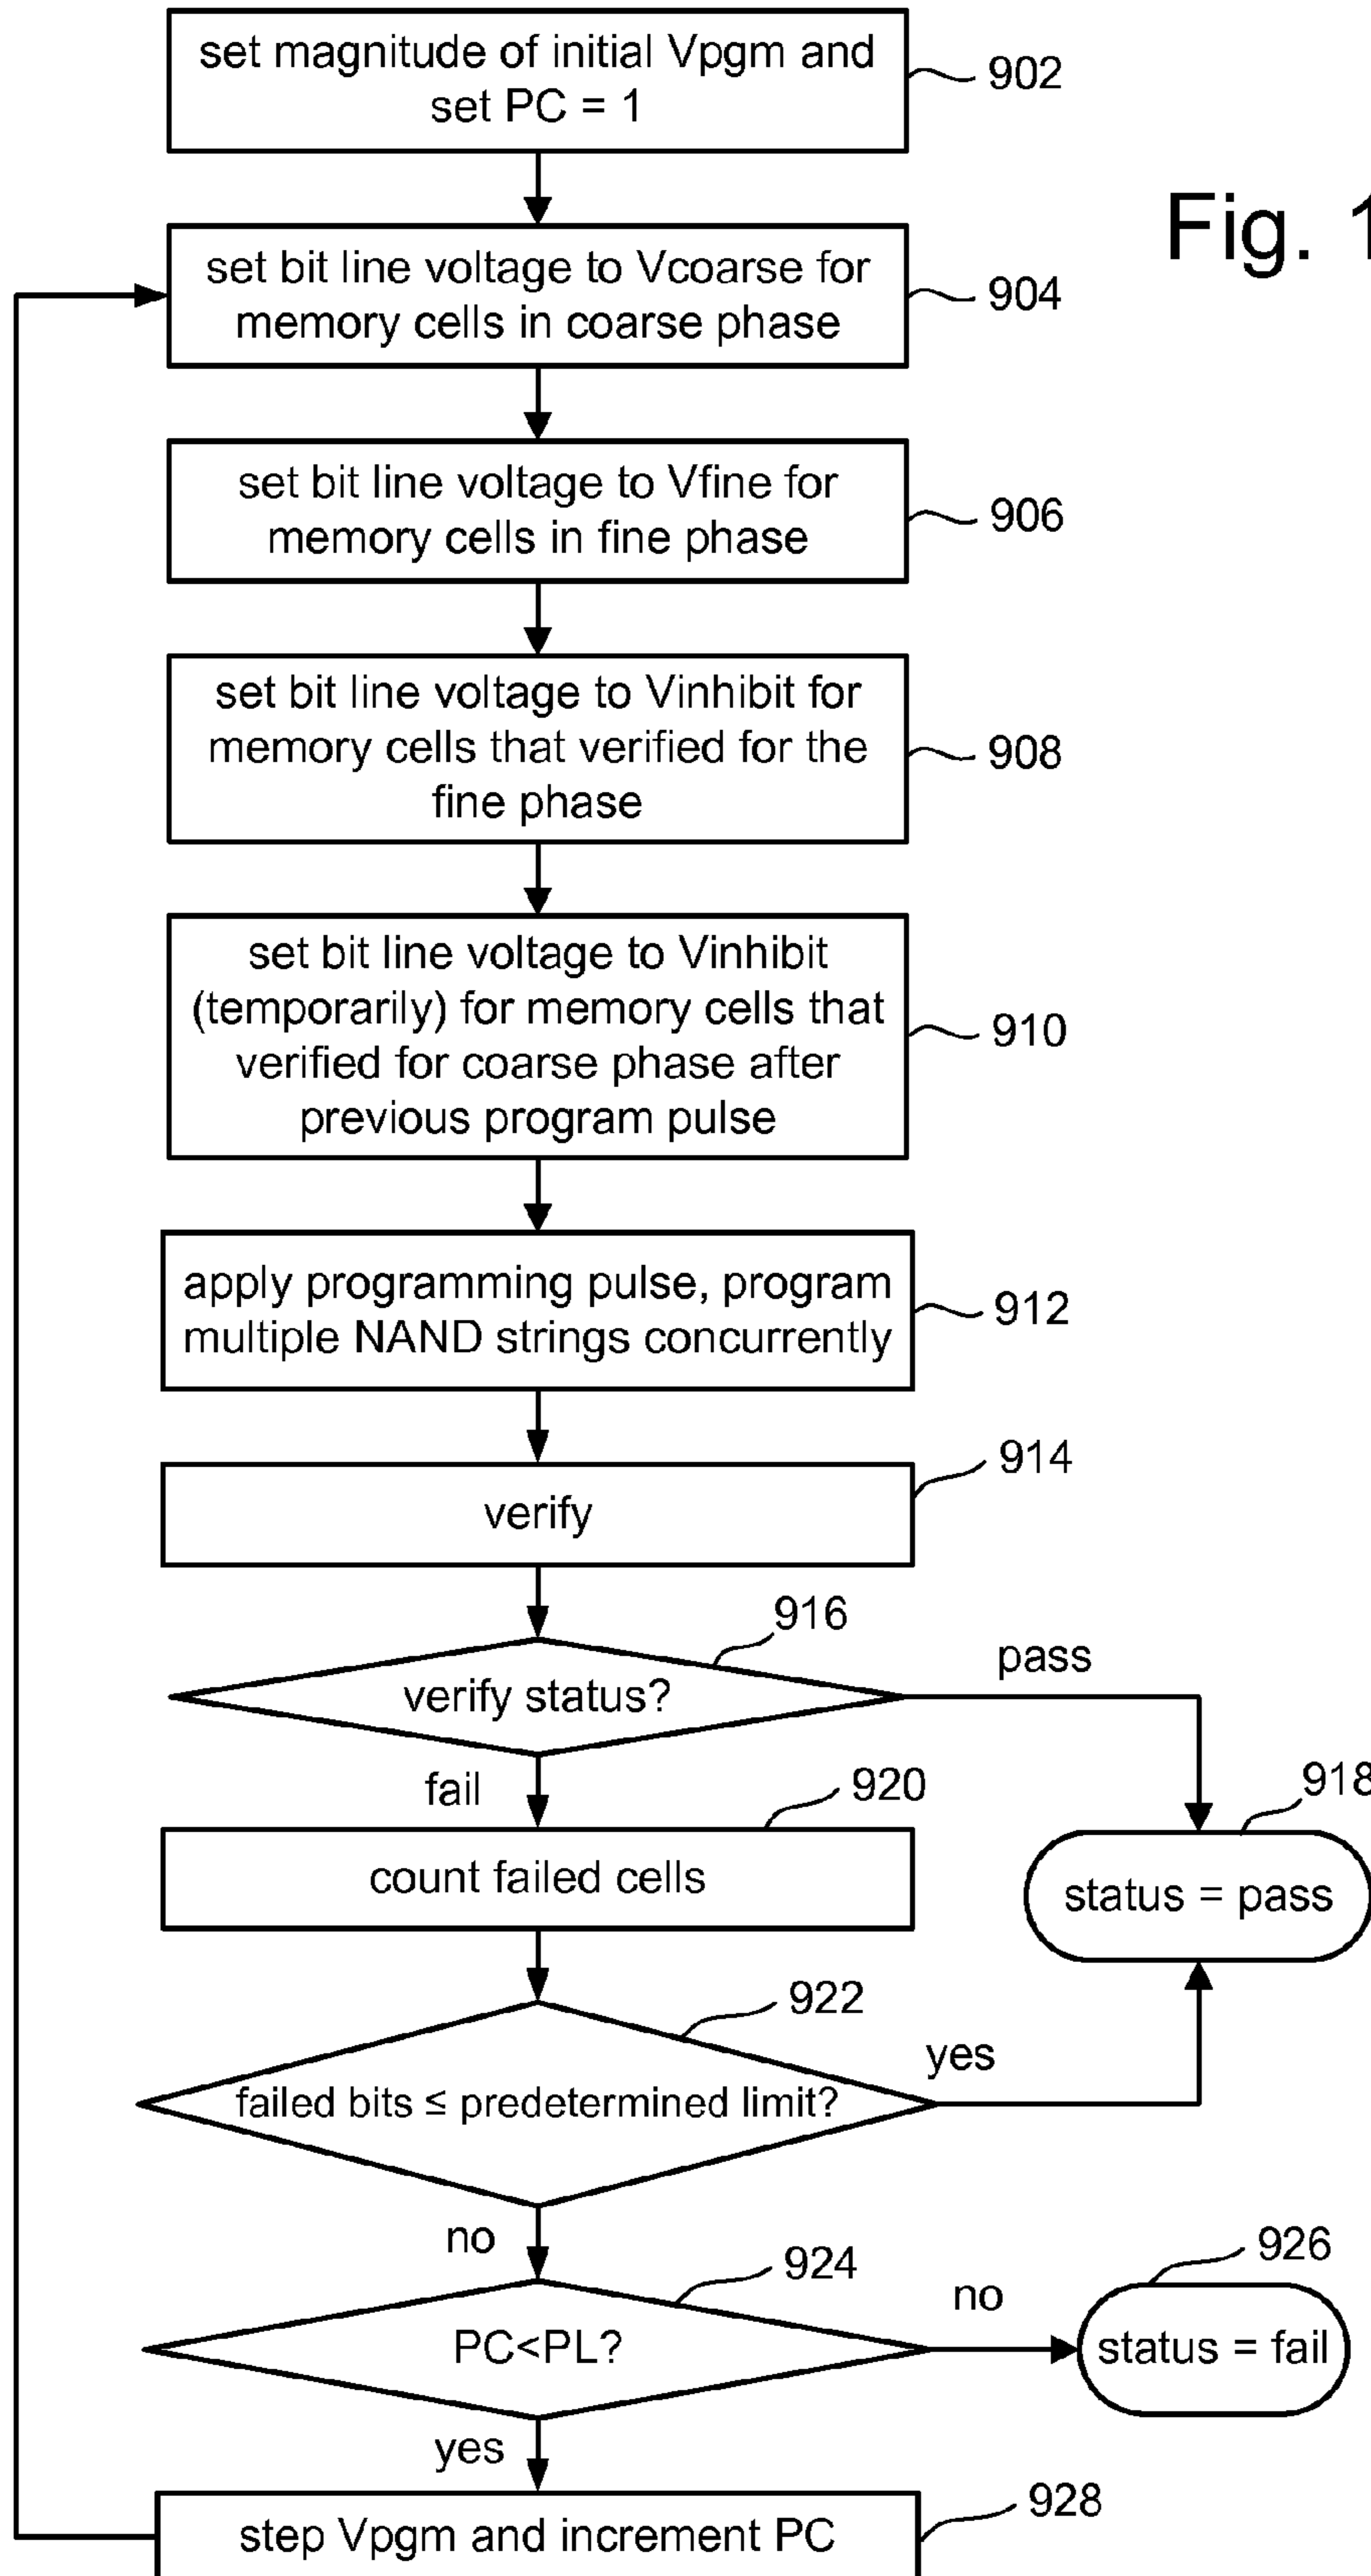 set magnitude of initial Vpgm and
set PC = 1
902
Fig. 1
set bit line voltage to Vcoarse for
memory cells in coarse phase
904
set bit line voltage to Vfine for
memory cells in fine phase
906
set bit line voltage to Vinhibit for
memory cells that verified for the
fine phase
908
set bit line voltage to Vinhibit
(temporarily) for memory cells that
verified for coarse phase after
previous program pulse
910
apply programming pulse, program
multiple NAND strings concurrently
912
914
verify
916
verify status?
pass
fail
920
918
count failed cells
status = pass
922
failed bits ≤ predetermined limit?
yes
no
924
926
PC<PL?
no
status = fail
yes
928
step Vpgm and increment PC